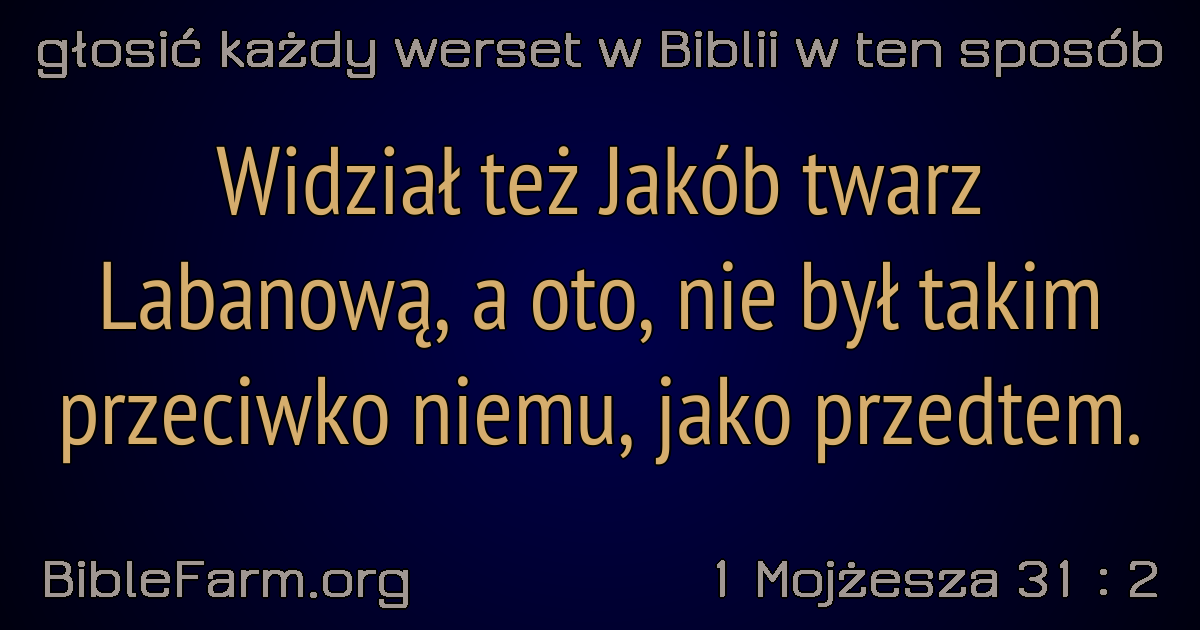 głosić każdy werset w Biblii w ten sposób
Widział też Jakób twarz
Labanową, a oto, nie był takim
przeciwko niemu, jako przedtem.
BibleFarm.org
1 Mojżesza 31 : 2